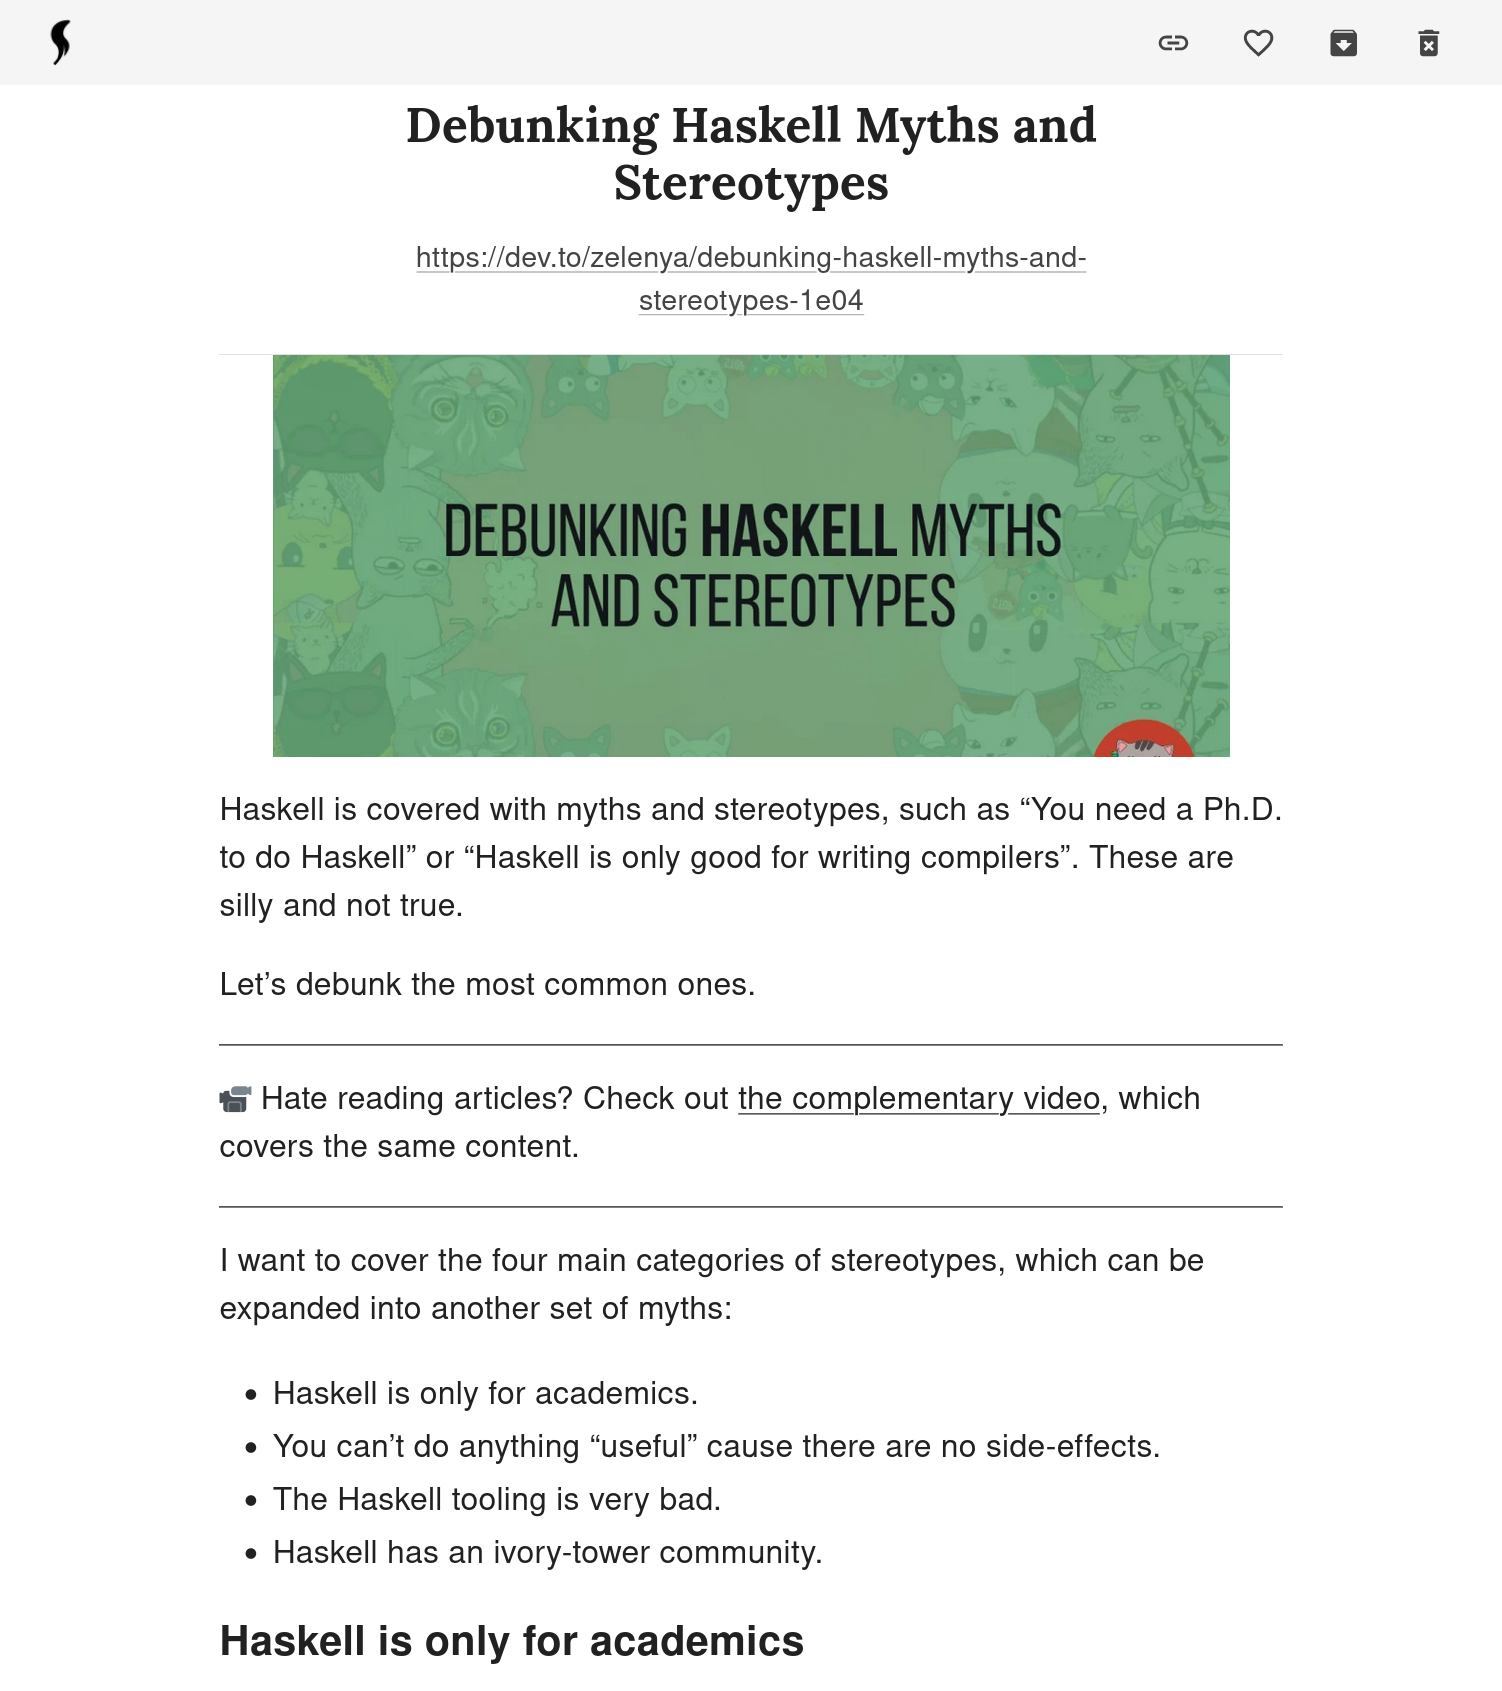 Debunking Haskell Myths and
Stereotypes
https://dev.to/zelenya/debunking-haskell-myths-and-
stereotypes-1e04
DEBUNKING HASKELL MYTHS
AND STEREOTYPES
Haskell is covered with myths and stereotypes, such as “You need a Ph.D.
to do Haskell” or “Haskell is only good for writing compilers”. These are
silly and not true.
Let’s debunk the most common ones.
Hate reading articles? Check out the complementary video, which
covers the same content.
I want to cover the four main categories of stereotypes, which can be
expanded into another set of myths:
• Haskell is only for academics.
• You can’t do anything “useful” cause there are no side-effects.
• The Haskell tooling is very bad.
• Haskell has an ivory-tower community.
Haskell is only for academics